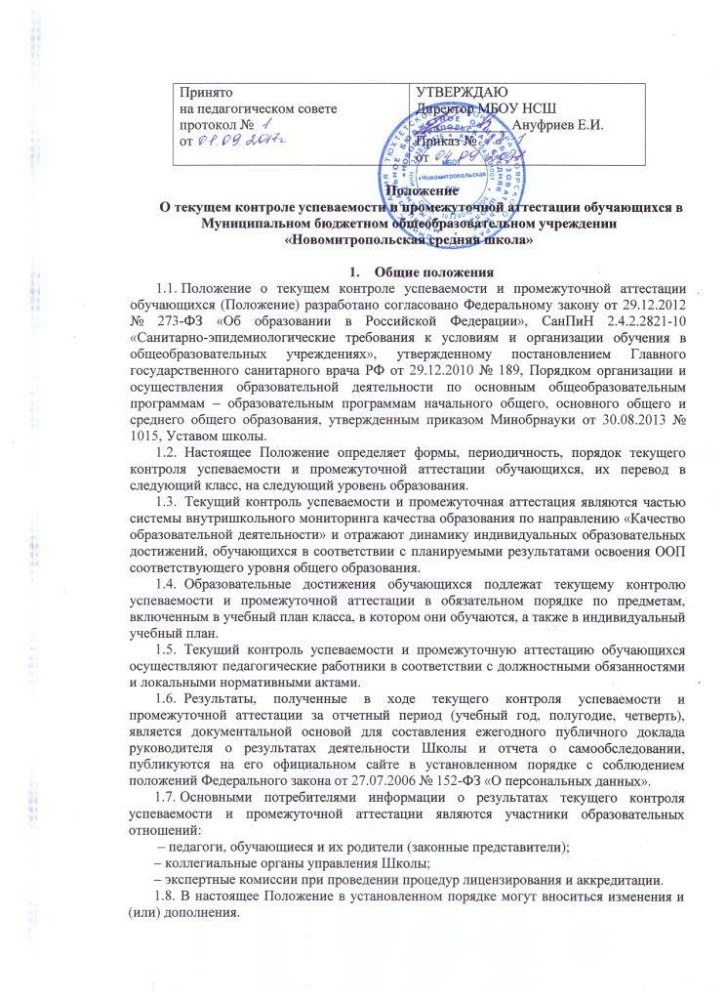 Принято
на педагогическом совете
протокол № 1
от 01.09.2017г
УТВЕРЖДАЮ
Директор МБОУ НСШ
Ануфриев Е.И.
Приказ №
от 04.09
МБОУ
«Новомитропольская
СШ»
Положение
О текущем контроле успеваемости и промежуточной аттестации обучающихся в
Муниципальном бюджетном общеобразовательном учреждении
«Новомитропольская средняя школа»
1. Общие положения
1.1. Положение о текущем контроле успеваемости и промежуточной аттестации
обучающихся (Положение) разработано согласовано Федеральному закону от 29.12.2012
№ 273-ФЗ «Об образовании в Российской Федерации», СанПиН 2.4.2.2821-10
«Санитарно-эпидемиологические требования к условиям и организации обучения в
общеобразовательных учреждениях», утвержденному постановлением Главного
государственного санитарного врача РФ от 29.12.2010 № 189, Порядком организации и
осуществления образовательной деятельности по основным общеобразовательным
программам – образовательным программам начального общего, основного общего и
среднего общего образования, утвержденным приказом Минобрнауки от 30.08.2013 №
1015, Уставом школы.
1.2. Настоящее Положение определяет формы, периодичность, порядок текущего
контроля успеваемости и промежуточной аттестации обучающихся, их перевод в
следующий класс, на следующий уровень образования.
1.3. Текущий контроль успеваемости и промежуточная аттестация являются частью
системы внутришкольного мониторинга качества образования по направлению «Качество
образовательной деятельности» и отражают динамику индивидуальных образовательных
достижений, обучающихся в соответствии с планируемыми результатами освоения ООП
соответствующего уровня общего образования.
1.4. Образовательные достижения обучающихся подлежат текущему контролю
успеваемости и промежуточной аттестации в обязательном порядке по предметам,
включенным в учебный план класса, в котором они обучаются, а также в индивидуальный
учебный план.
1.5. Текущий контроль успеваемости и промежуточную аттестацию обучающихся
осуществляют педагогические работники в соответствии с должностными обязанностями
и локальными нормативными актами.
1.6. Результаты, полученные в ходе текущего контроля успеваемости и
промежуточной аттестации за отчетный период (учебный год, полугодие, четверть),
является документальной основой для составления ежегодного публичного доклада
руководителя о результатах деятельности Школы и отчета о самообследовании,
публикуются на его официальном сайте в установленном порядке с соблюдением
положений Федерального закона от 27.07.2006 № 152-ФЗ «О персональных данных».
1.7. Основными потребителями информации о результатах текущего контроля
успеваемости и промежуточной аттестации являются участники образовательных
отношений:
– педагоги, обучающиеся и их родители (законные представители);
– коллегиальные органы управления Школы;
– экспертные комиссии при проведении процедур лицензирования и аккредитации.
1.8. В настоящее Положение в установленном порядке могут вноситься изменения и
(или) дополнения.